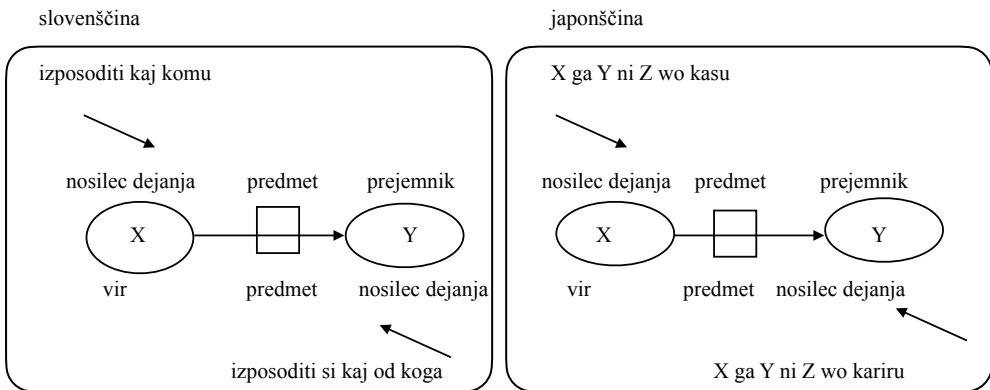 slovenščina
izposoditi kaj komu
nosilec dejanja predmet prejemnik
X Y
vir predmet nosilec dejanja
izposoditi si kaj od koga
japonščina
X ga Y ni Z wo kasu
nosilec dejanja predmet prejemnik
X Y
vir predmet nosilec dejanja
X ga Y ni Z wo kariru